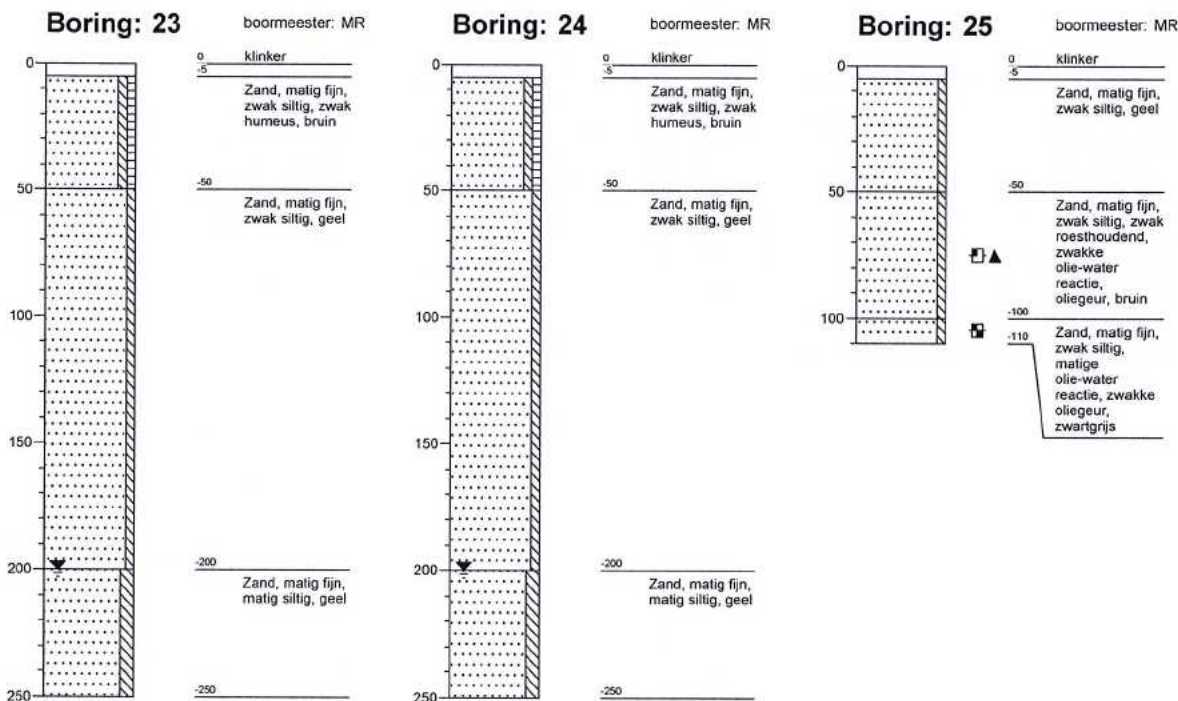 Boring: 23
boormeester: MR
0
50
100
150
200
250
0
klinker
-5
Zand, matig fijn,
zwak siltig, zwak
humeus, bruin
-50
Zand, matig fijn,
zwak siltig, geel
-200
Zand, matig fijn,
matig siltig, geel
-250
Boring: 24
boormeester: MR
0
50
100
150
200
250
0
klinker
-5
Zand, matig fijn,
zwak siltig, zwak
humeus, bruin
-50
Zand, matig fijn,
zwak siltig, geel
-200
Zand, matig fijn,
matig siltig, geel
-250
Boring: 25
boormeester: MR
0
50
100
0
klinker
-5
Zand, matig fijn,
zwak siltig, geel
-50
Zand, matig fijn,
zwak siltig, zwak
roesthoudend,
zwakke
olie-water
reactie,
oliegeur, bruin
-100
Zand, matig fijn,
zwak siltig,
matige
olie-water
reactie, zwakke
oliegeur,
zwartgrijs
-110